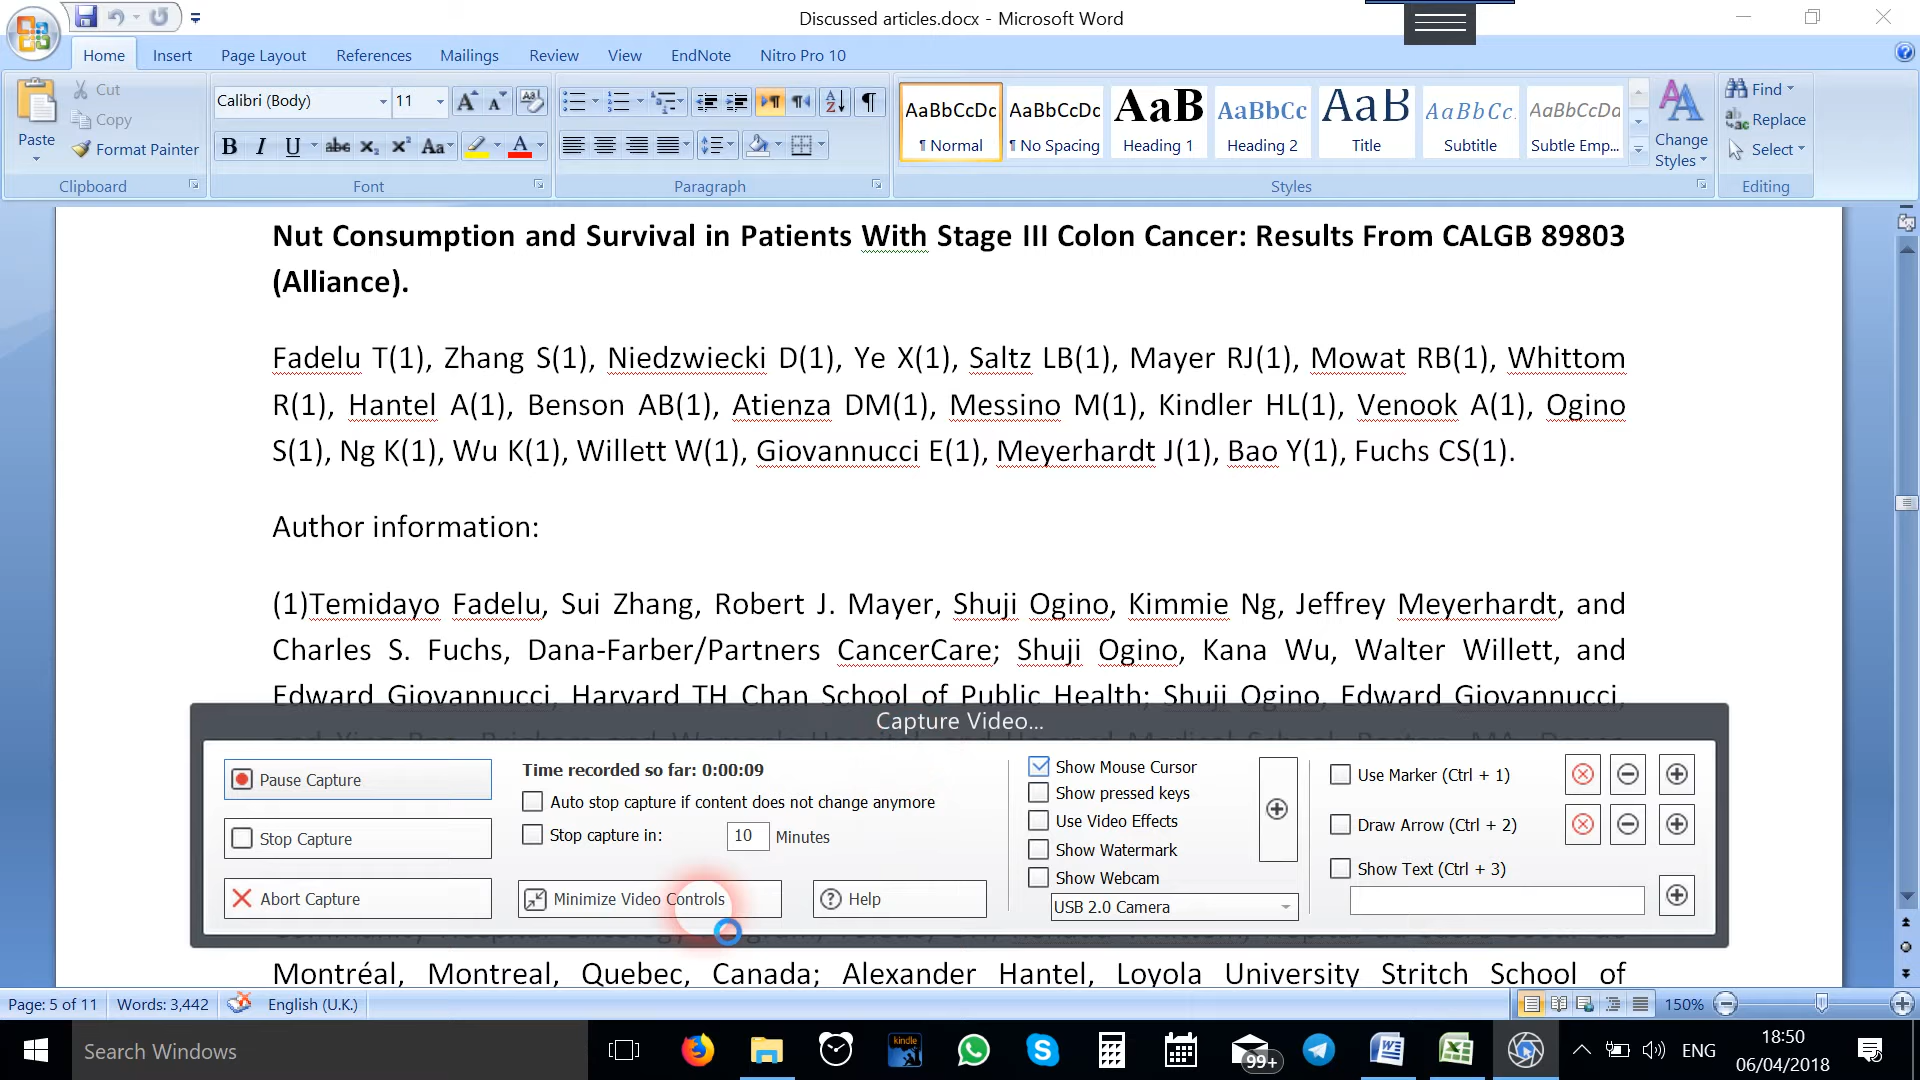 Discussed articles.docx - Microsoft Word
Home Insert Page Layout References Mailings Review View EndNote Nitro Pro 10
Paste
Cut
Copy
Format Painter
Clipboard
Calibri (Body) 11
Font
Paragraph
AaBbCcDc AaBbCcDc AaB AaBbCc AaB AaBbCc. AaBbCcDa
¶ Normal ¶ No Spacing Heading 1 Heading 2 Title Subtitle Subtle Emp...
Change Styles
Styles
Find
Replace
Select
Editing
Nut Consumption and Survival in Patients With Stage III Colon Cancer: Results From CALGB 89803
(Alliance).
Fadelu T(1), Zhang S(1), Niedzwiecki D(1), Ye X(1), Saltz LB(1), Mayer RJ(1), Mowat RB(1), Whittom
R(1), Hantel A(1), Benson AB(1), Atienza DM(1), Messino M(1), Kindler HL(1), Venook A(1), Ogino
S(1), Ng K(1), Wu K(1), Willett W(1), Giovannucci E(1), Meyerhardt J(1), Bao Y(1), Fuchs CS(1).
Author information:
(1)Temidayo Fadelu, Sui Zhang, Robert J. Mayer, Shuji Ogino, Kimmie Ng, Jeffrey Meyerhardt, and
Charles S. Fuchs, Dana-Farber/Partners CancerCare; Shuji Ogino, Kana Wu, Walter Willett, and
Edward Giovannucci, Harvard TH Chan School of Public Health; Shuji Ogino, Edward Giovannucci,
Capture Video...
Pause Capture
Stop Capture
Abort Capture
Time recorded so far: 0:00:09
Auto stop capture if content does not change anymore
Stop capture in: 10 Minutes
Minimize Video Controls
Help
Show Mouse Cursor
Show pressed keys
Use Video Effects
Show Watermark
Show Webcam
USB 2.0 Camera
Use Marker (Ctrl + 1)
Draw Arrow (Ctrl + 2)
Show Text (Ctrl + 3)
Montréal, Montreal, Quebec, Canada; Alexander Hantel, Loyola University Stritch School of
Page: 5 of 11 Words: 3,442 English (U.K.) 150%
Search Windows
kindle
99+
ENG
18:50
06/04/2018